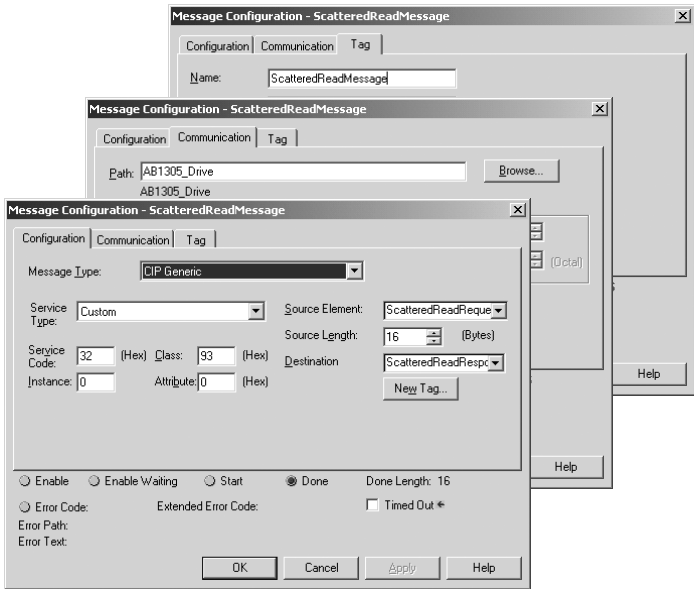 Message Configuration - ScatteredReadMessage
Configuration Communication Tag
Name: ScatteredReadMessage
Message Configuration - ScatteredReadMessage
Configuration Communication Tag
Path: AB1305_Drive Browse...
AB1305_Drive
(Octal)
Message Configuration - ScatteredReadMessage
Configuration Communication Tag
Message Type: CIP Generic
Service Type: Custom
Source Element: ScatteredReadReque
Source Length: 16 (Bytes)
Service Code: 32 (Hex) Class: 93 (Hex)
Destination ScatteredReadRespo
Instance: 0 Attribute: 0 (Hex)
New Tag...
Help
Help
Enable Enable Waiting Start Done Done Length: 16
Error Code: Extended Error Code: Timed Out
Error Path:
Error Text:
OK Cancel Apply Help